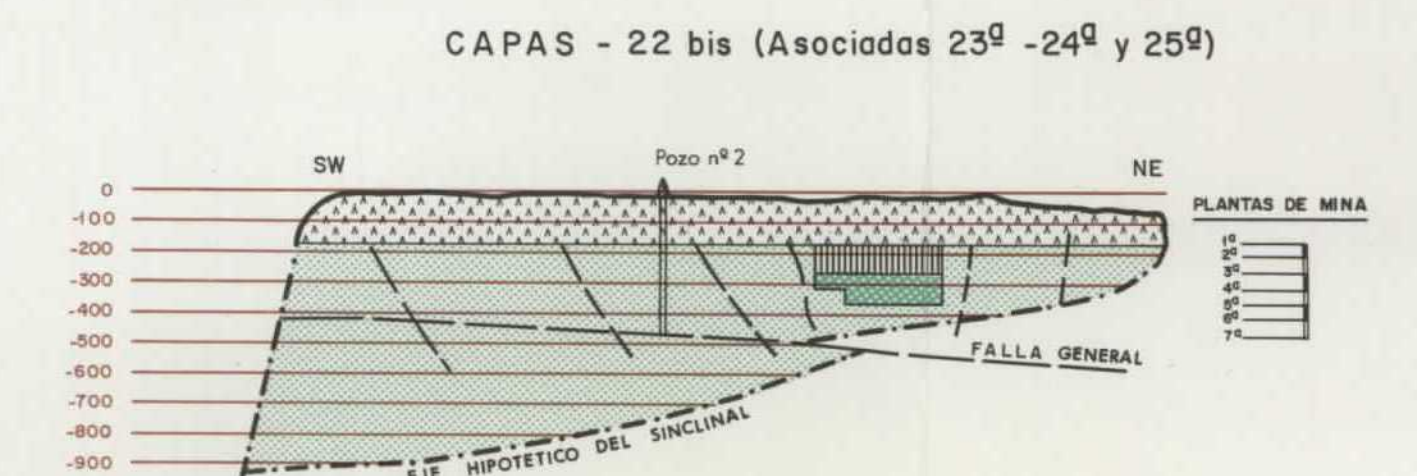 CAPAS - 22 bis (Asociadas 23ª -24ª y 25ª)
SW
Pozo nº 2
NE
0
-100
-200
-300
-400
-500
-600
-700
-800
-900
PLANTAS DE MINA
1ª
2ª
3ª
4ª
5ª
6ª
7ª
FALLA GENERAL
EJE HIPOTETICO DEL SINCLINAL